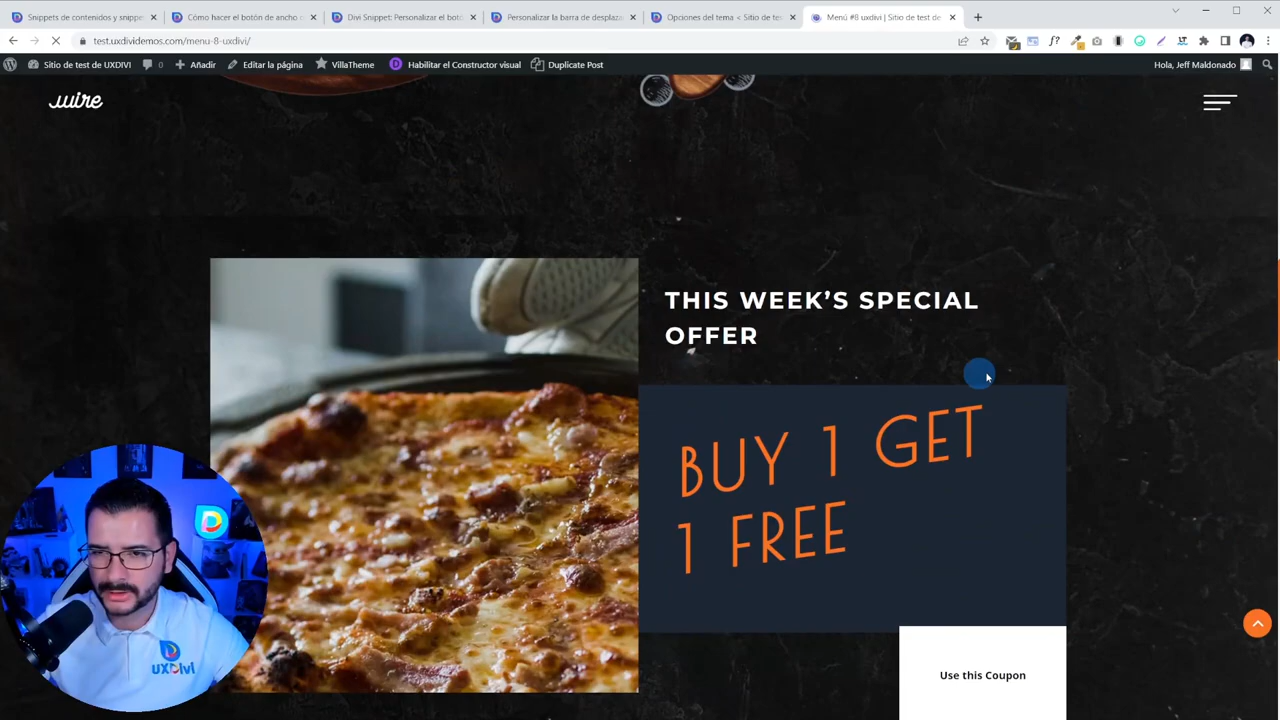 Snippets de contenidos y snippe
Cómo hacer el botón de ancho
Divi Snippet: Personalizar el bot
Personalizar la barra de desplaza
Opciones del tema < Sitio de tes
Menú #8 uxdivi | Sitio de test de
test.uxdividemos.com/menu-8-uxdivi/
Sitio de test de UXDIVI
0
Añadir
Editar la página
VillaTheme
Habilitar el Constructor visual
Duplicate Post
Hola, Jeff Maldonado
wire
THIS WEEK'S SPECIAL
OFFER
BUY 1 GET
1 FREE
Use this Coupon
UXDivi